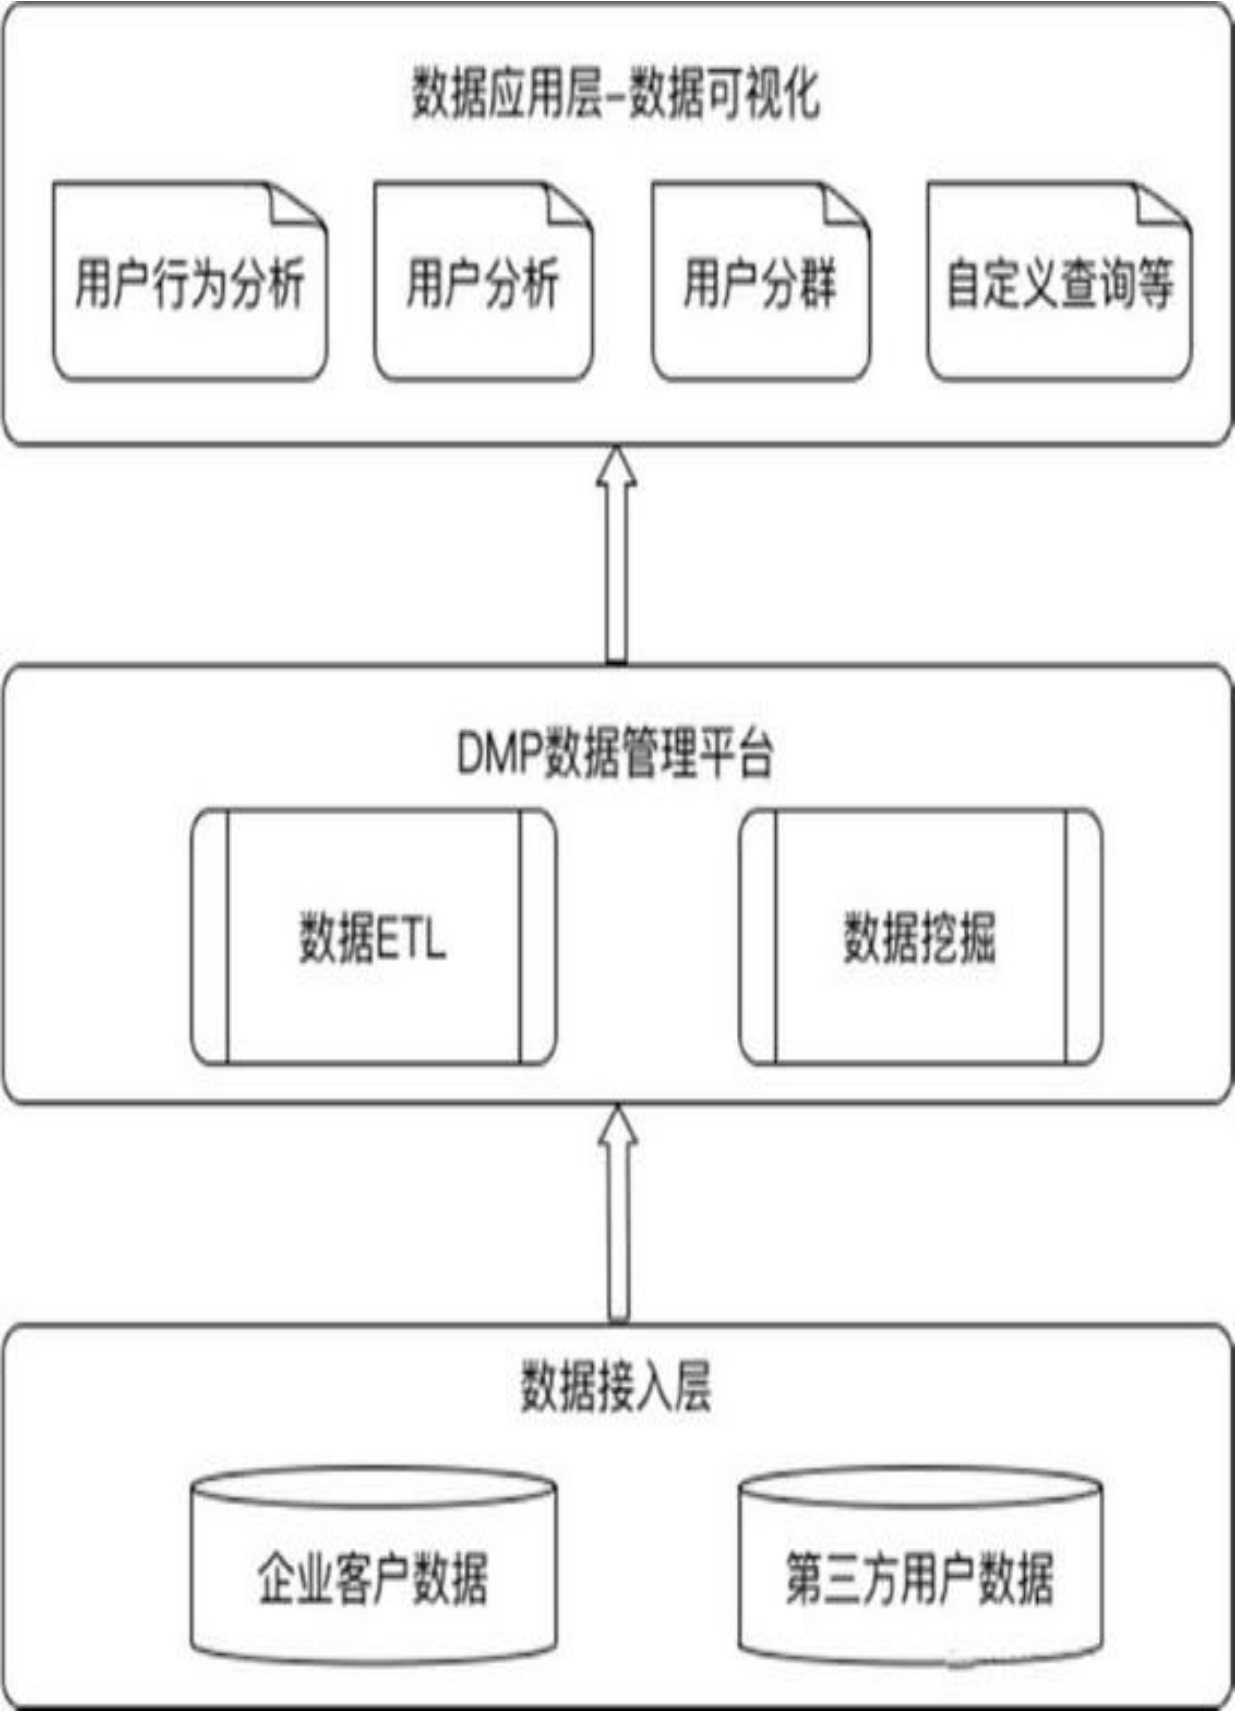 数据应用层-数据可视化
用户行为分析
用户分析
用户分群
自定义查询等
DMP数据管理平台
数据ETL
数据挖掘
数据接入层
企业客户数据
第三方用户数据